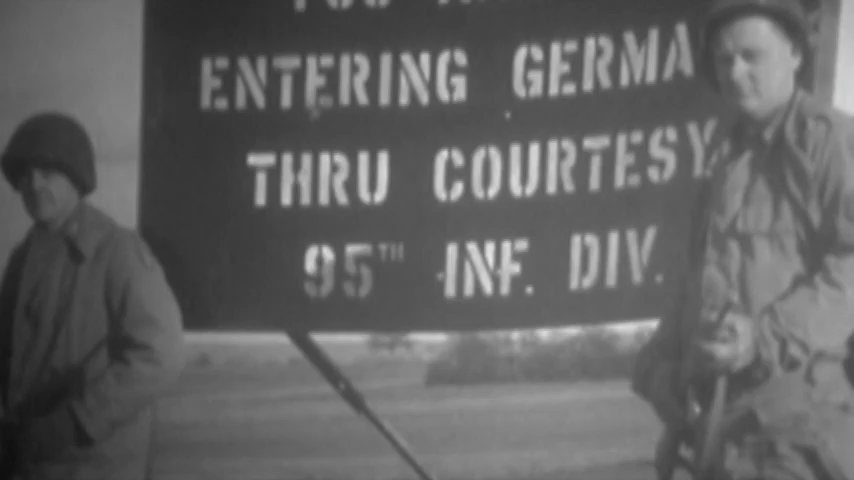 ENTERING GERMA
THRU COURTESY
95TH INF. DIV.